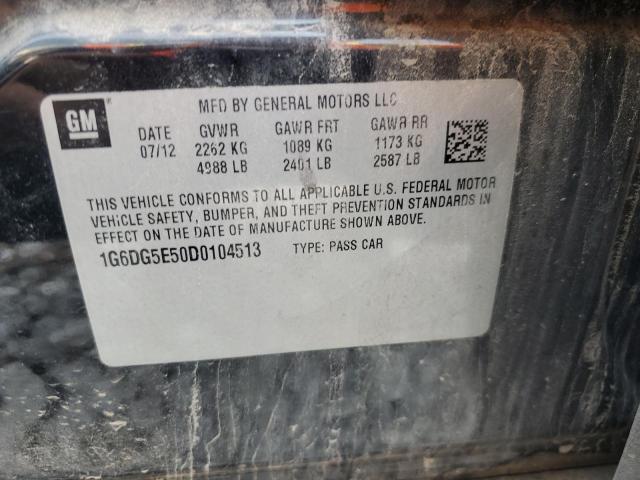 GM
MFD BY GENERAL MOTORS LLC
DATE GVWR GAWR FRT GAWR RR
07/12 2262 KG 1089 KG 1173 KG
4988 LB 2401 LB 2587 LB
THIS VEHICLE CONFORMS TO ALL APPLICABLE U.S. FEDERAL MOTOR
VEHICLE SAFETY, BUMPER, AND THEFT PREVENTION STANDARDS IN
EFFECT ON THE DATE OF MANUFACTURE SHOWN ABOVE.
1G6DG5E50D0104513 TYPE: PASS CAR